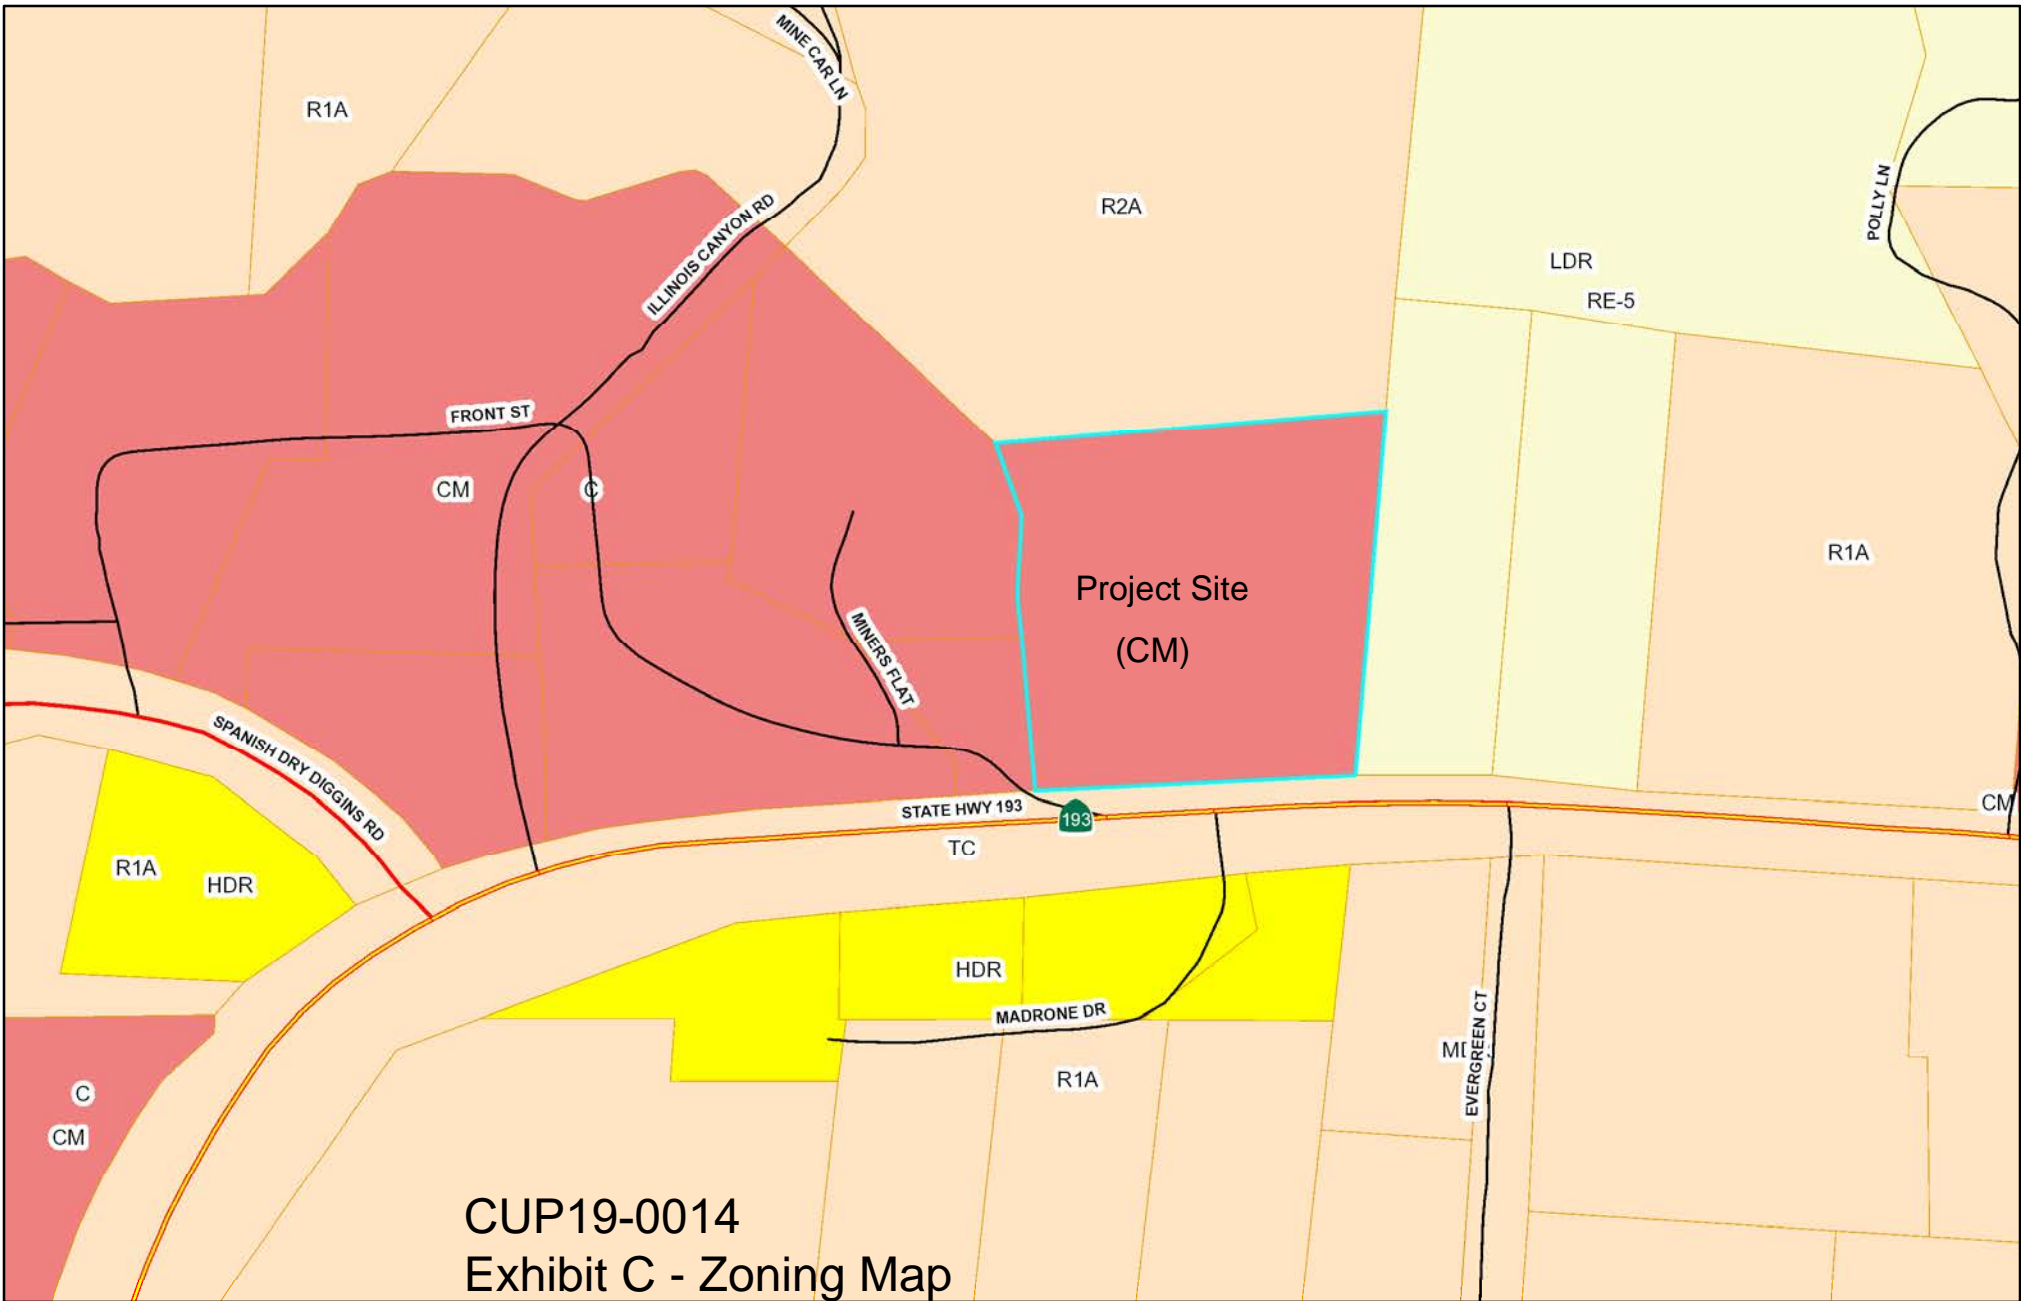 MINE CAR LN
R1A
R2A
POLLY LN
ILLINOIS CANYON RD
LDR
RE-5
FRONT ST
CM
C
R1A
Project Site
(CM)
MINERS FLAT
SPANISH DRY DIGGINS RD
STATE HWY 193
193
CM
TC
R1A
HDR
HDR
MADRONE DR
EVERGREEN CT
R1A
C
CM
CUP19-0014
Exhibit C - Zoning Map